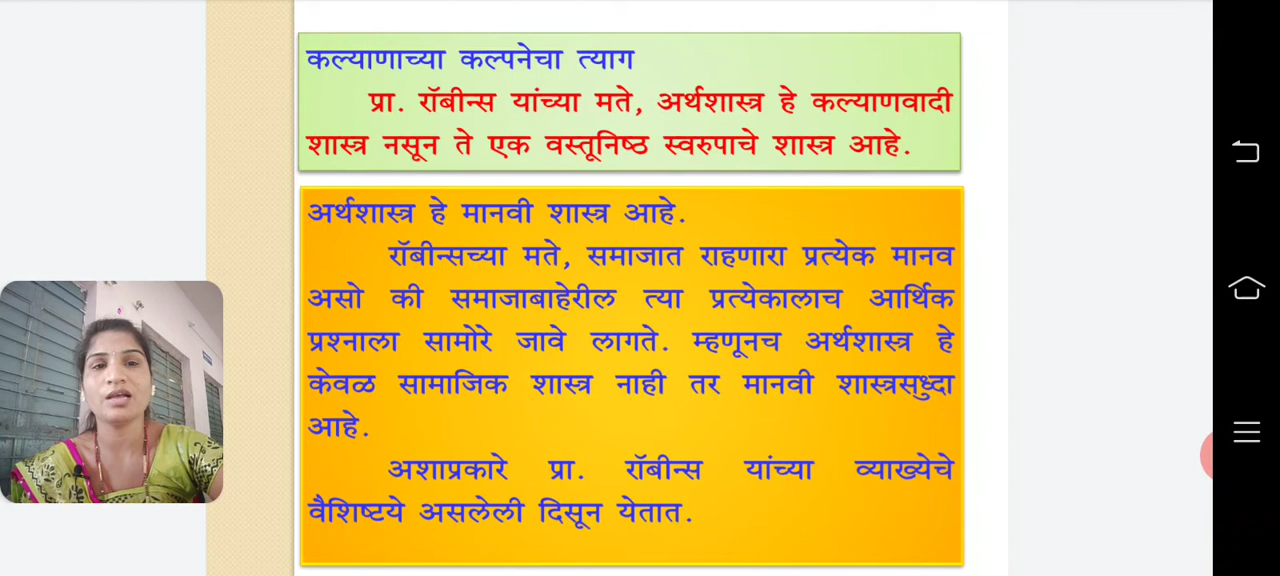 कल्याणाच्या कल्पनेचा त्याग
प्रा. रॉबीन्स यांच्या मते, अर्थशास्त्र हे कल्याणवादी
शास्त्र नसून ते एक वस्तूनिष्ठ स्वरुपाचे शास्त्र आहे.
अर्थशास्त्र हे मानवी शास्त्र आहे.
रॉबीन्सच्या मते, समाजात राहणारा प्रत्येक मानव
असो की समाजाबाहेरील त्या प्रत्येकालाच आर्थिक
प्रश्नाला सामोरे जावे लागते. म्हणूनच अर्थशास्त्र हे
केवळ सामाजिक शास्त्र नाही तर मानवी शास्त्रसुध्दा
आहे.
अशाप्रकारे प्रा. रॉबीन्स यांच्या व्याख्येचे
वैशिष्टये असलेली दिसून येतात.